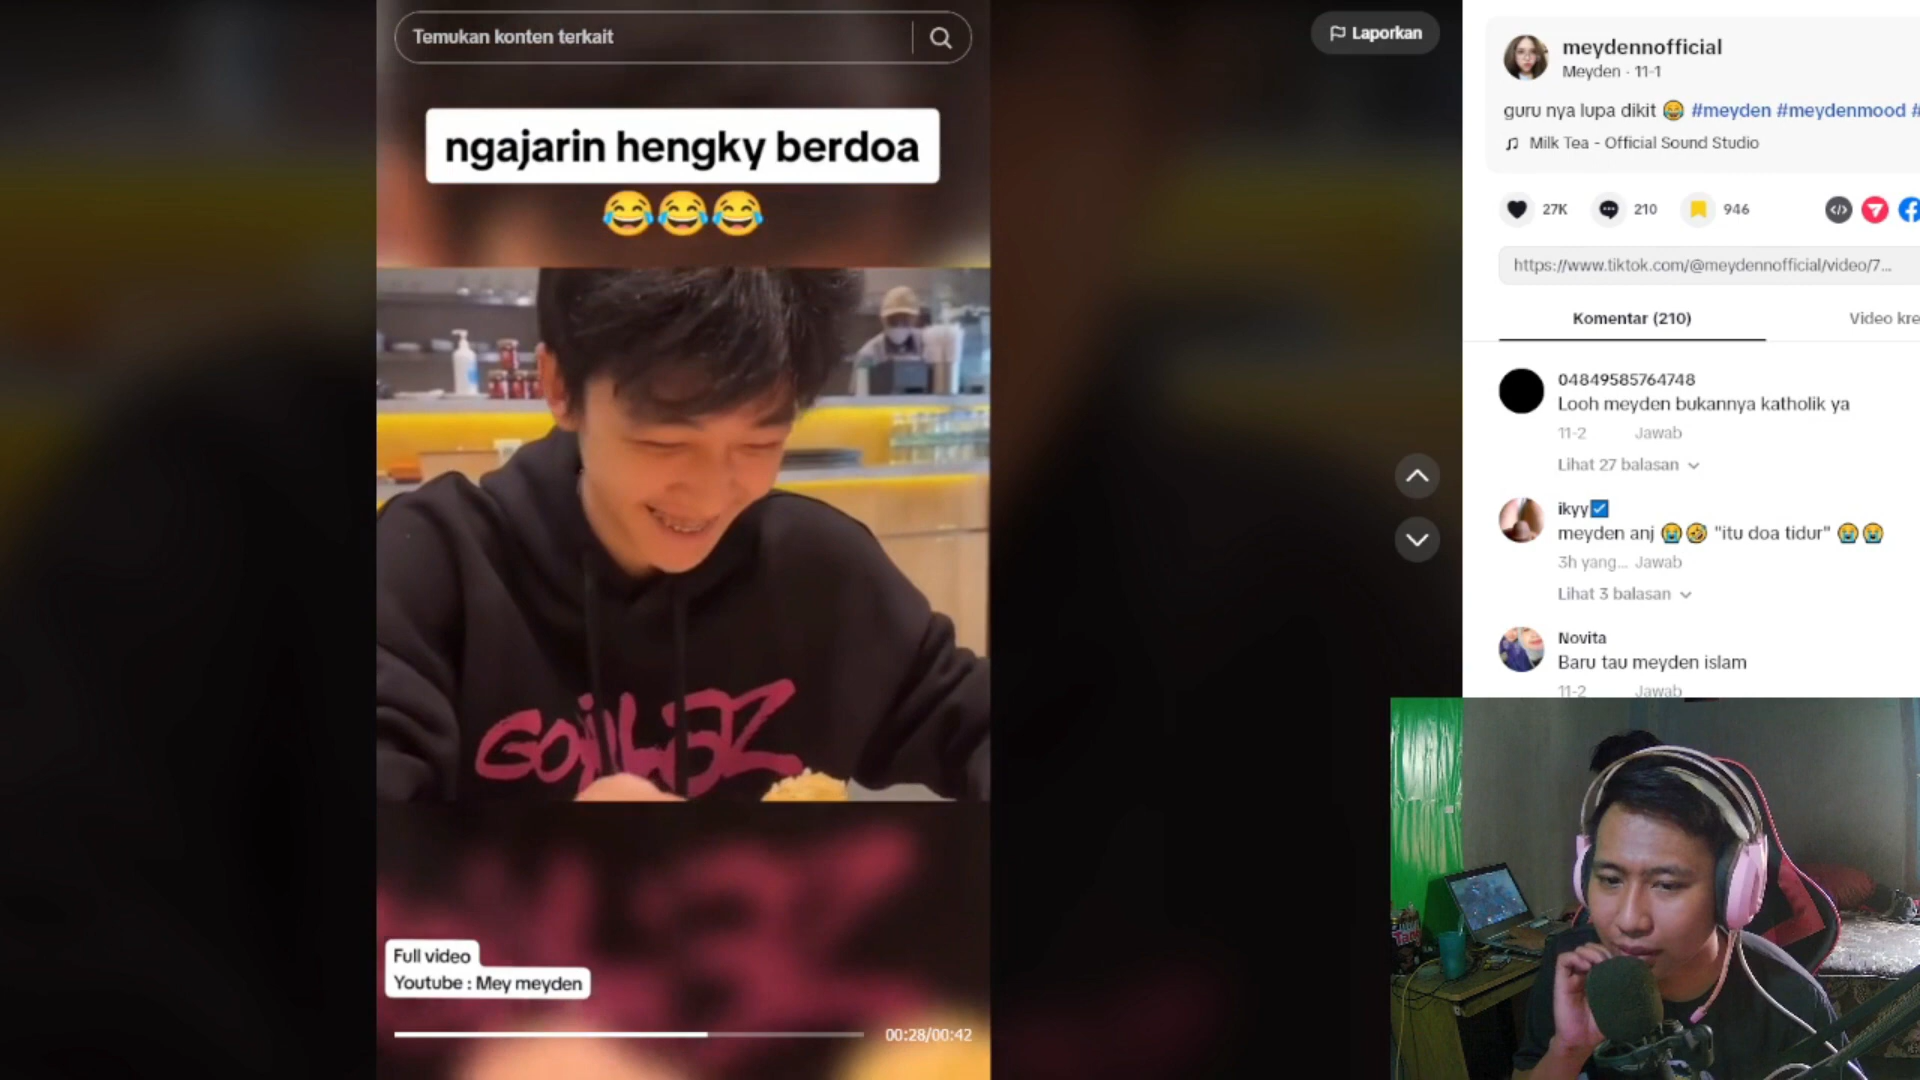 Temukan konten terkait
Laporkan
ngajarin hengky berdoa
😂😂😂
GORILLAZ
Full video
Youtube : Mey meyden
00:28/00:42
meydennofficial
Meyden · 11-1
guru nya lupa dikit 😂 #meyden #meydenmood #
Milk Tea - Official Sound Studio
27K
210
946
https://www.tiktok.com/@meydennofficial/video/7...
Komentar (210)
Video kre
04849585764748
Looh meyden bukannya katholik ya
11-2 Jawab
Lihat 27 balasan
ikyy☑️
meyden anj 😭🤣 "itu doa tidur" 😭😭
3h yang... Jawab
Lihat 3 balasan
Novita
Baru tau meyden islam
11-2 Jawab